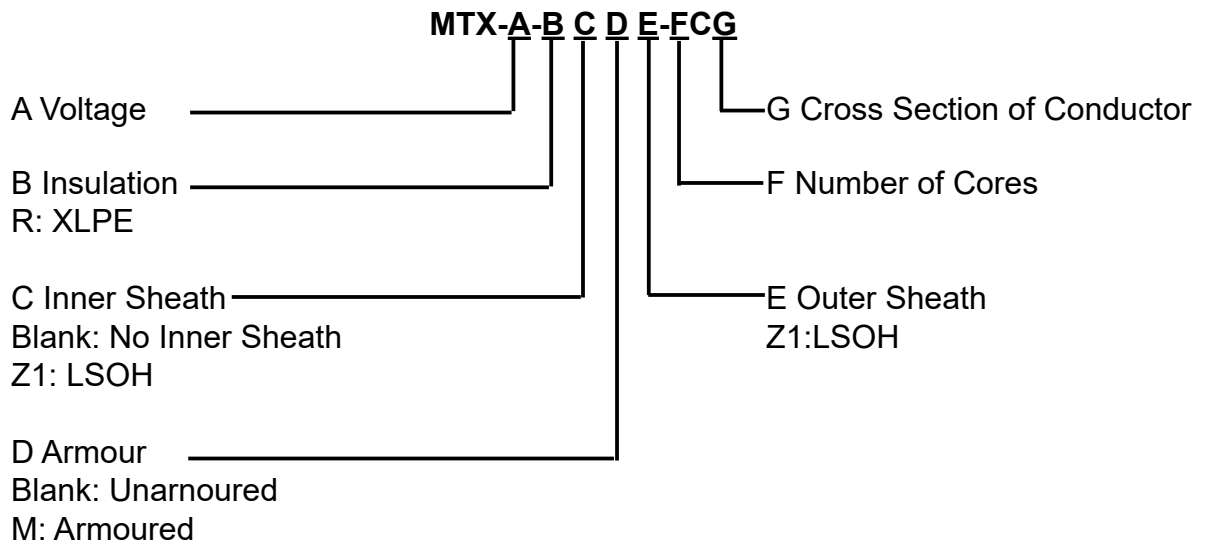 MTX-A-B C D E-FCG
A Voltage
G Cross Section of Conductor
B Insulation
R: XLPE
F Number of Cores
C Inner Sheath
Blank: No Inner Sheath
Z1: LSOH
E Outer Sheath
Z1:LSOH
D Armour
Blank: Unarnoured
M: Armoured